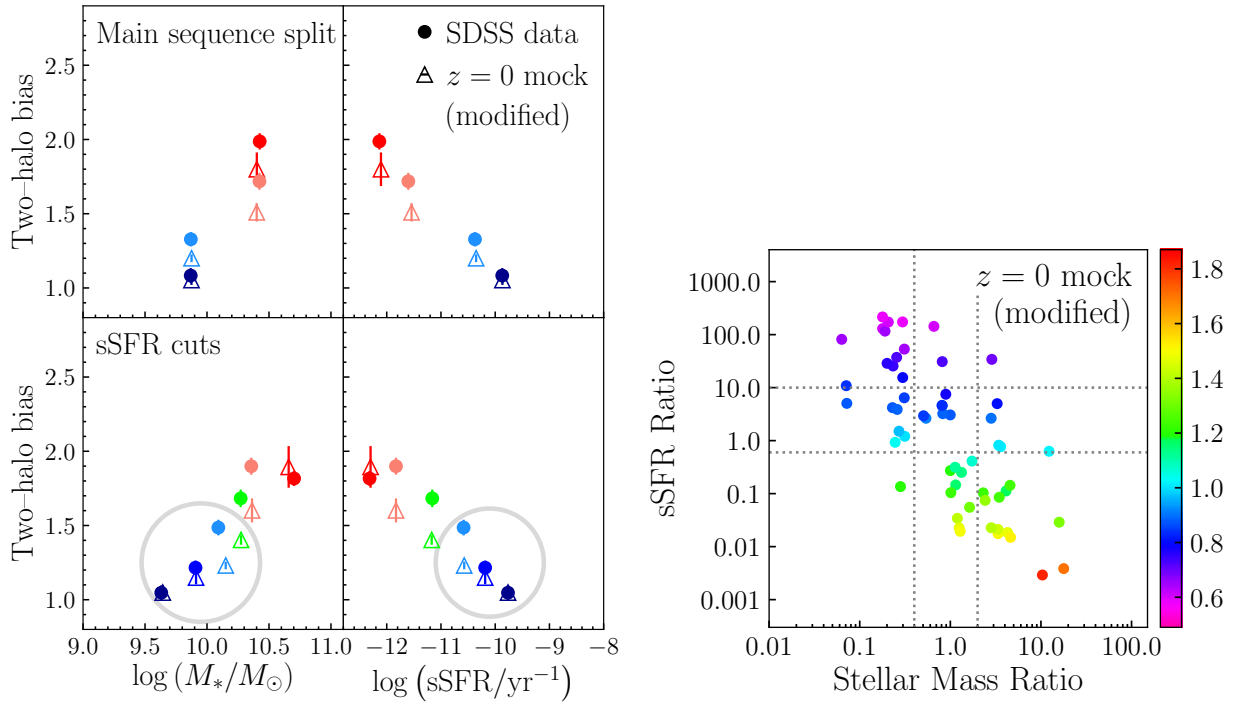 Main sequence split
SDSS data
z = 0 mock
(modified)
Two–halo bias
2.5
2.0
1.5
1.0
sSFR cuts
Two–halo bias
2.5
2.0
1.5
1.0
9.0 9.5 10.0 10.5 11.0
−12 −11 −10 −9 −8
log (M*/M⊙)
log (sSFR/yr⁻¹)
z = 0 mock
(modified)
sSFR Ratio
1000.0
100.0
10.0
1.0
0.1
0.01
0.001
0.01 0.1 1.0 10.0 100.0
Stellar Mass Ratio
1.8
1.6
1.4
1.2
1.0
0.8
0.6